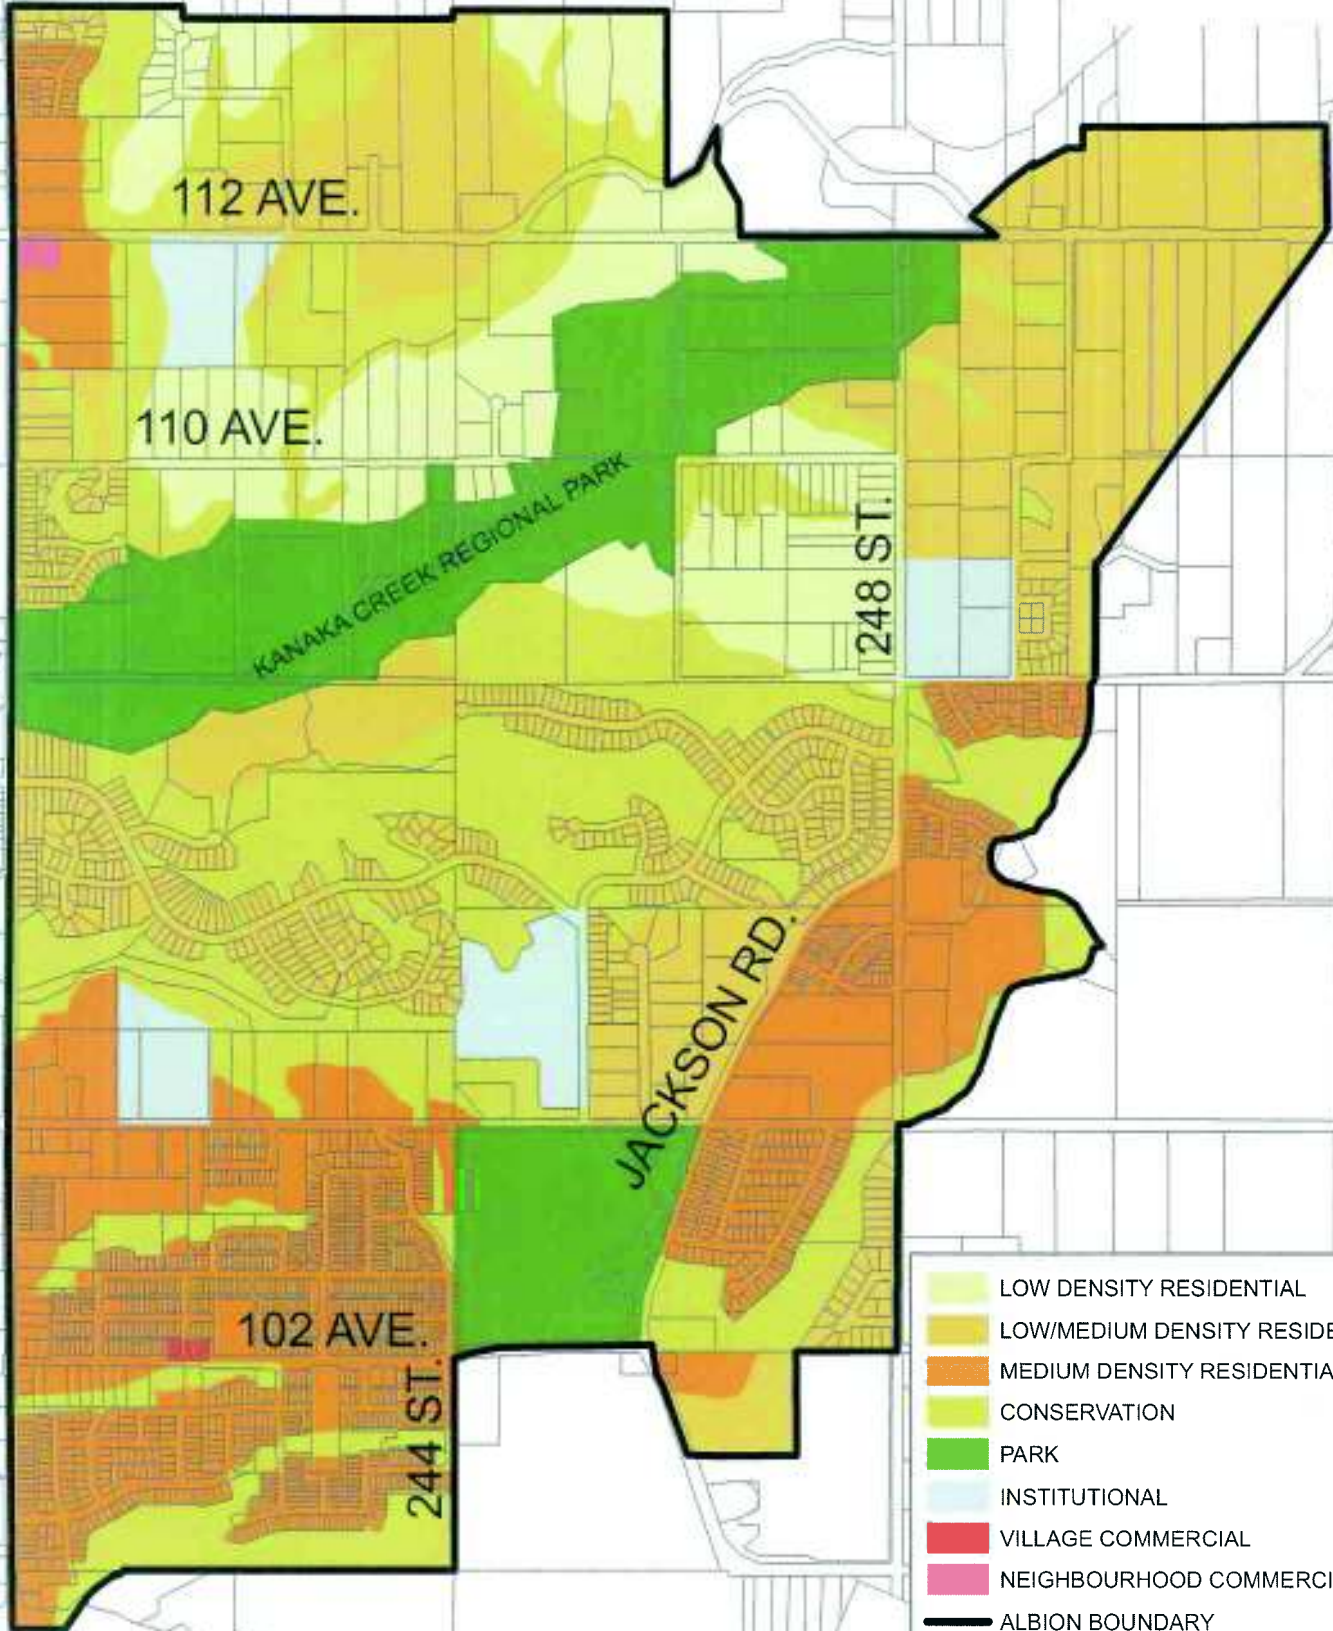 112 AVE.
110 AVE.
KANAKA CREEK REGIONAL PARK
248 ST.
JACKSON RD.
102 AVE.
244 ST.
LOW DENSITY RESIDENTIAL
LOW/MEDIUM DENSITY RESIDE
MEDIUM DENSITY RESIDENTIA
CONSERVATION
PARK
INSTITUTIONAL
VILLAGE COMMERCIAL
NEIGHBOURHOOD COMMERCI
ALBION BOUNDARY